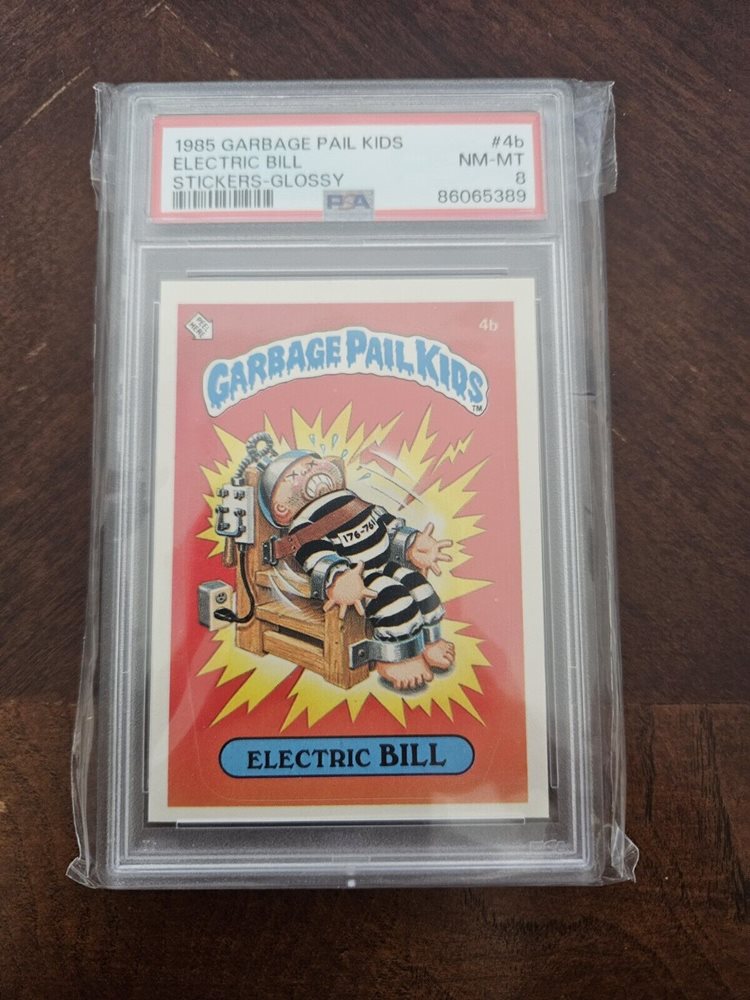 1985 GARBAGE PAIL KIDS #4b
ELECTRIC BILL NM-MT
STICKERS-GLOSSY 8
PSA 86065389
PEEL HERE
4b
GARBAGE PAIL KIDS TM
176-761
ELECTRIC BILL